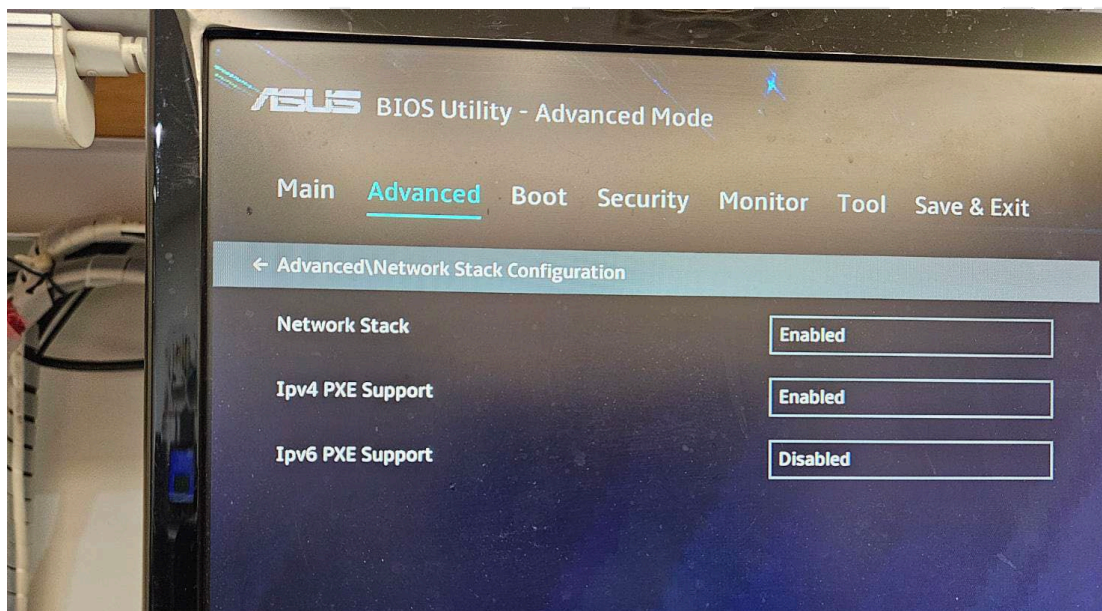 ASUS BIOS Utility - Advanced Mode
Main Advanced Boot Security Monitor Tool Save & Exit
← Advanced\Network Stack Configuration
Network Stack Enabled
Ipv4 PXE Support Enabled
Ipv6 PXE Support Disabled